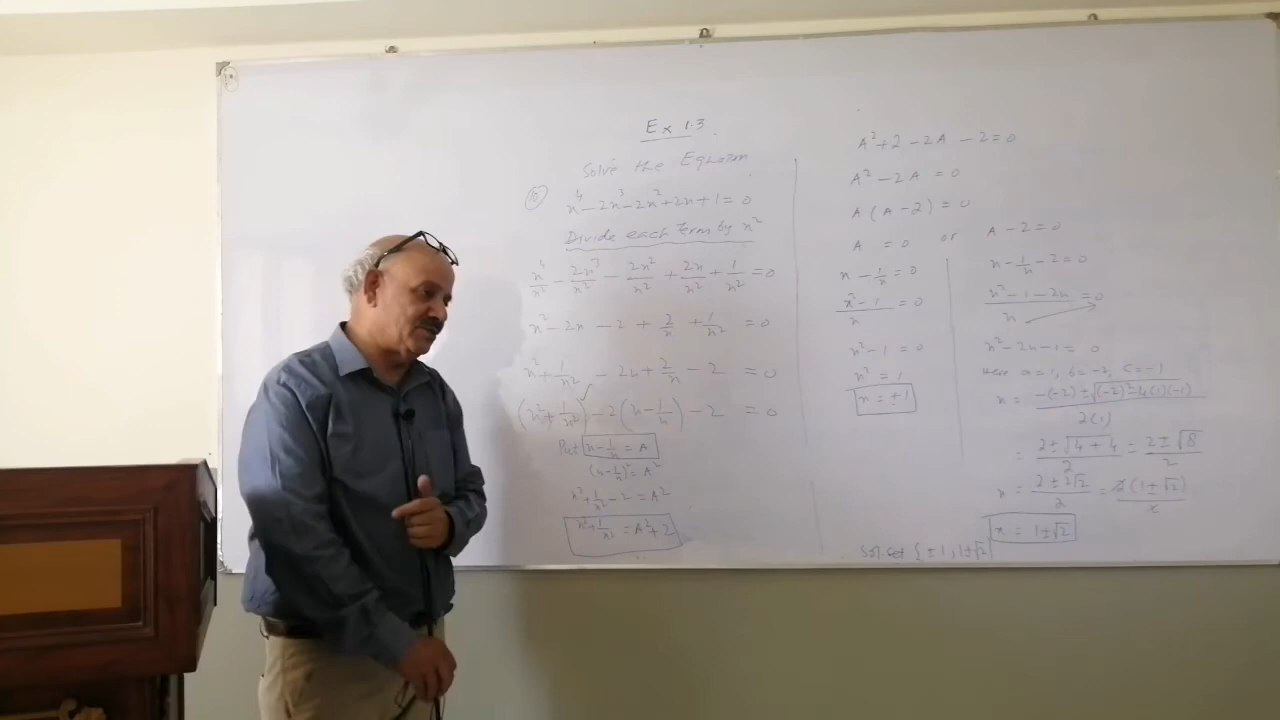 Ex 1.3
Solve the Equation
(10) x⁴ - 2x³ - 2x² + 2x + 1 = 0
Divide each term by x²
x⁴/x² - 2x³/x² - 2x²/x² + 2x/x² + 1/x² = 0
x² - 2x - 2 + 2/x + 1/x² = 0
x² + 1/x² - 2x + 2/x - 2 = 0
(x² + 1/x²) - 2(x - 1/x) - 2 = 0
Put x - 1/x = A
(x - 1/x)² = A²
x² + 1/x² - 2 = A²
x² + 1/x² = A² + 2
A² + 2 - 2A - 2 = 0
A² - 2A = 0
A(A - 2) = 0
A = 0 or A - 2 = 0
x - 1/x = 0
(x² - 1)/x = 0
x² - 1 = 0
x² = 1
x = ±1
x - 1/x - 2 = 0
(x² - 1 - 2x)/x = 0
x² - 2x - 1 = 0
Here a = 1, b = -2, c = -1
x = (-(-2) ± √((-2)² - 4(1)(-1)))/2(1)
= (2 ± √(4 + 4))/2 = (2 ± √8)/2
x = (2 ± 2√2)/2 = 2(1 ± √2)/2
x = 1 ± √2
Sol. set {±1, 1±√2}